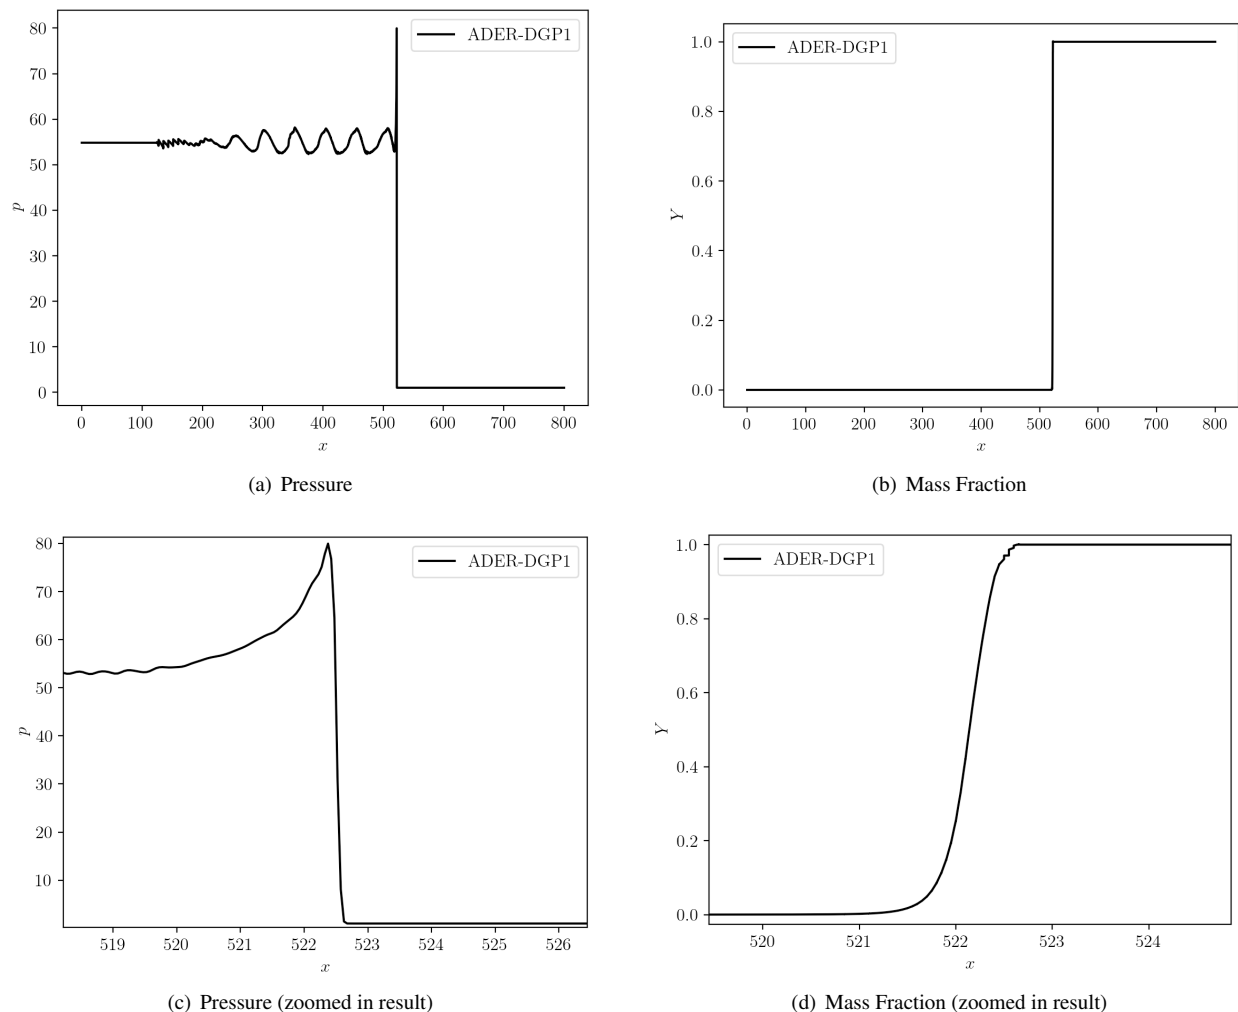 80
70
60
50
40
30
20
10
0
p
ADER-DGP1
0 100 200 300 400 500 600 700 800
x
(a) Pressure
1.0
0.8
0.6
0.4
0.2
0.0
Y
ADER-DGP1
0 100 200 300 400 500 600 700 800
x
(b) Mass Fraction
80
70
60
50
40
30
20
10
p
ADER-DGP1
519 520 521 522 523 524 525 526
x
(c) Pressure (zoomed in result)
1.0
0.8
0.6
0.4
0.2
0.0
Y
ADER-DGP1
520 521 522 523 524
x
(d) Mass Fraction (zoomed in result)